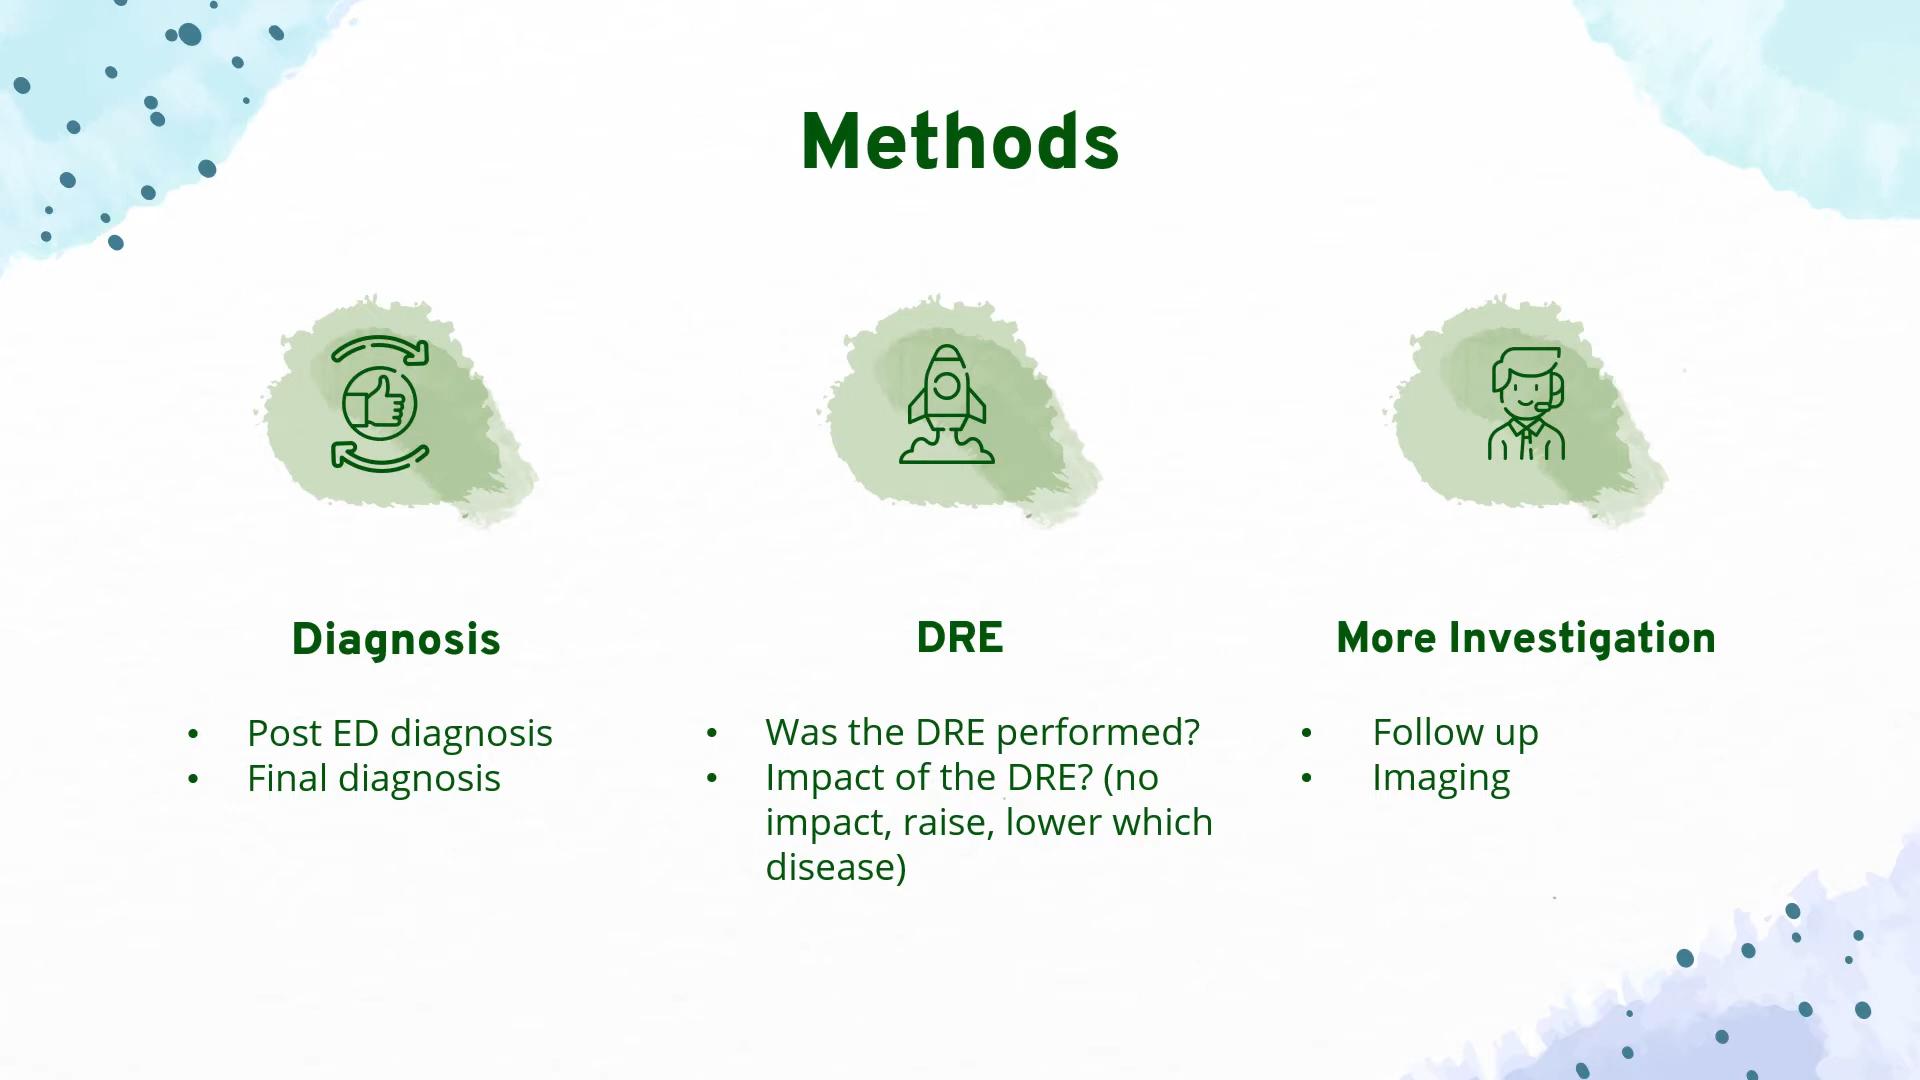 Methods
Diagnosis
• Post ED diagnosis
• Final diagnosis
DRE
• Was the DRE performed?
• Impact of the DRE? (no
impact, raise, lower which
disease)
More Investigation
• Follow up
• Imaging